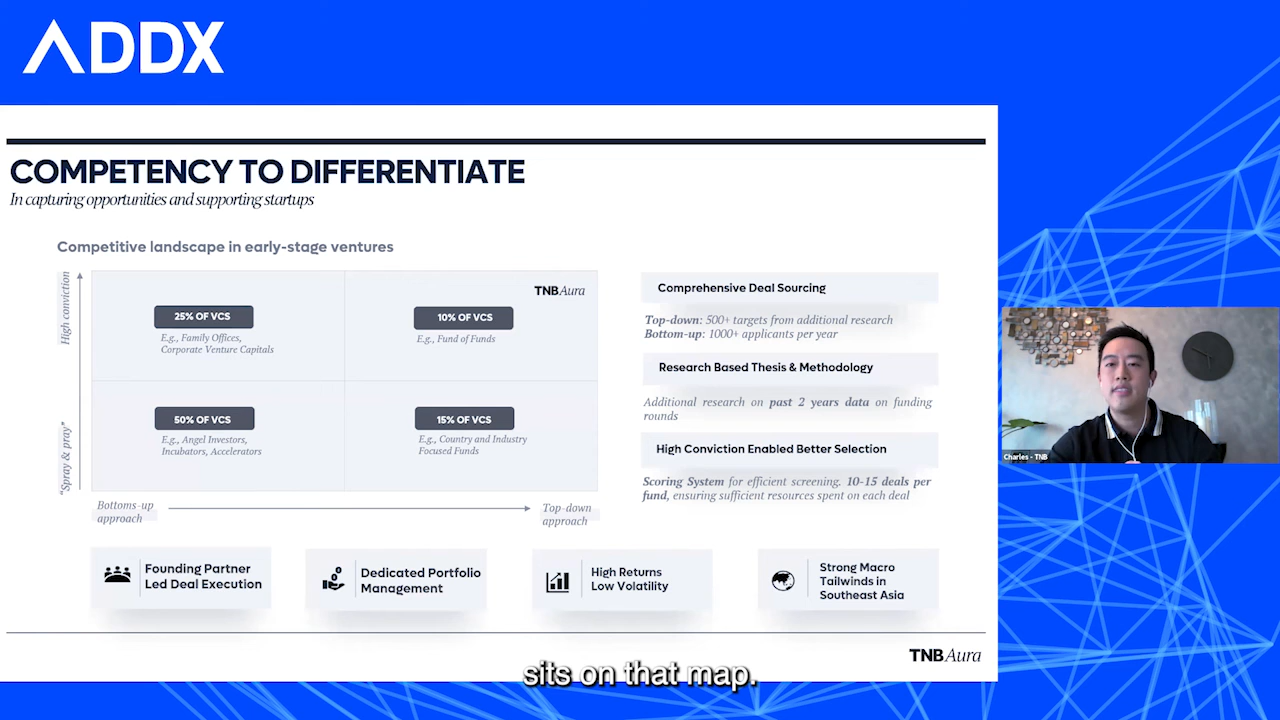 ADDX
COMPETENCY TO DIFFERENTIATE
In capturing opportunities and supporting startups
Competitive landscape in early-stage ventures
High conviction
"Spray & pray"
TNB Aura
25% OF VCS
E.g., Family Offices,
Corporate Venture Capitals
10% OF VCS
E.g., Fund of Funds
50% OF VCS
E.g., Angel Investors,
Incubators, Accelerators
15% OF VCS
E.g., Country and Industry
Focused Funds
Bottoms-up
approach
Top-down
approach
Comprehensive Deal Sourcing
Top-down: 500+ targets from additional research
Bottom-up: 1000+ applicants per year
Research Based Thesis & Methodology
Additional research on past 2 years data on funding
rounds
High Conviction Enabled Better Selection
Scoring System for efficient screening. 10-15 deals per
fund, ensuring sufficient resources spent on each deal
Founding Partner
Led Deal Execution
Dedicated Portfolio
Management
High Returns
Low Volatility
Strong Macro
Tailwinds in
Southeast Asia
TNB Aura
Charles - TNB
sits on that map.